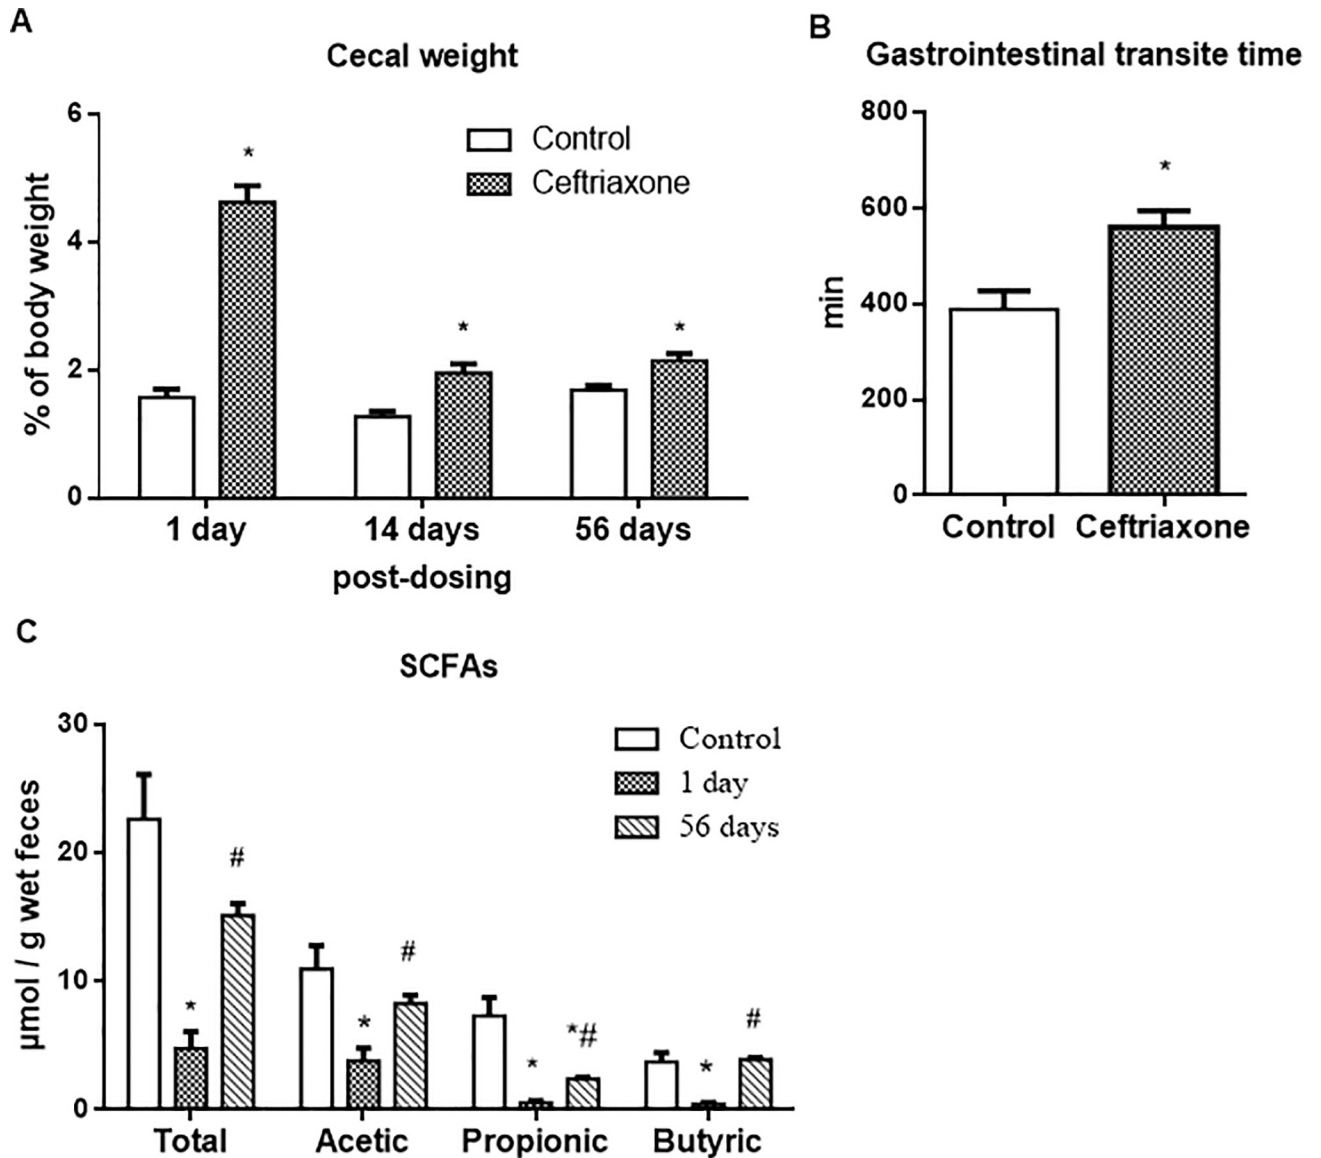 A
Cecal weight
% of body weight
6
4
2
0
Control
Ceftriaxone
*
*
*
1 day
14 days
56 days
post-dosing
B
Gastrointestinal transite time
min
800
600
400
200
0
*
Control
Ceftriaxone
C
SCFAs
µmol / g wet feces
30
20
10
0
Control
1 day
56 days
*
#
*
#
*
*#
*
#
Total
Acetic
Propionic
Butyric